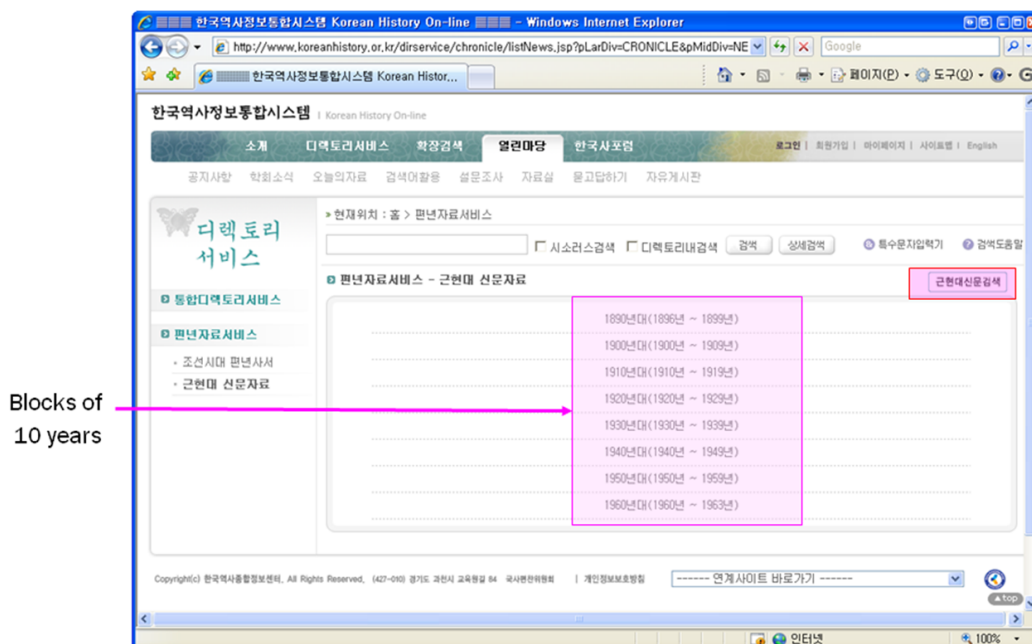 한국역사정보통합시스템 Korean History On-line - Windows Internet Explorer
http://www.koreanhistory.or.kr/dirservice/chronicle/listNews.jsp?pLarDiv=CRONICLE&pMidDiv=NE
Google
한국역사정보통합시스템 Korean Histor...
페이지(P)
도구(O)
한국역사정보통합시스템 | Korean History On-line
소개 디렉토리서비스 확장검색 열린마당 한국사포럼
로그인 | 회원가입 | 마이페이지 | 사이트맵 | English
공지사항 학회소식 오늘의자료 검색어활용 설문조사 자료실 묻고답하기 자유게시판
디렉토리
서비스
통합디렉토리서비스
편년자료서비스
· 조선시대 편년사서
· 근현대 신문자료
» 현재위치 : 홈 > 편년자료서비스
시소러스검색 디렉토리내검색 검색 상세검색 특수문자입력기 검색도움말
편년자료서비스 - 근현대 신문자료
근현대신문검색
1890년대(1896년 ~ 1899년)
1900년대(1900년 ~ 1909년)
1910년대(1910년 ~ 1919년)
1920년대(1920년 ~ 1929년)
1930년대(1930년 ~ 1939년)
1940년대(1940년 ~ 1949년)
1950년대(1950년 ~ 1959년)
1960년대(1960년 ~ 1963년)
Blocks of
10 years
Copyright(c) 한국역사종합정보센터, All Rights Reserved, (427-010) 경기도 과천시 교육원길 84 국사편찬위원회 | 개인정보보호방침
------ 연계사이트 바로가기 ------
▲top
인터넷
100%